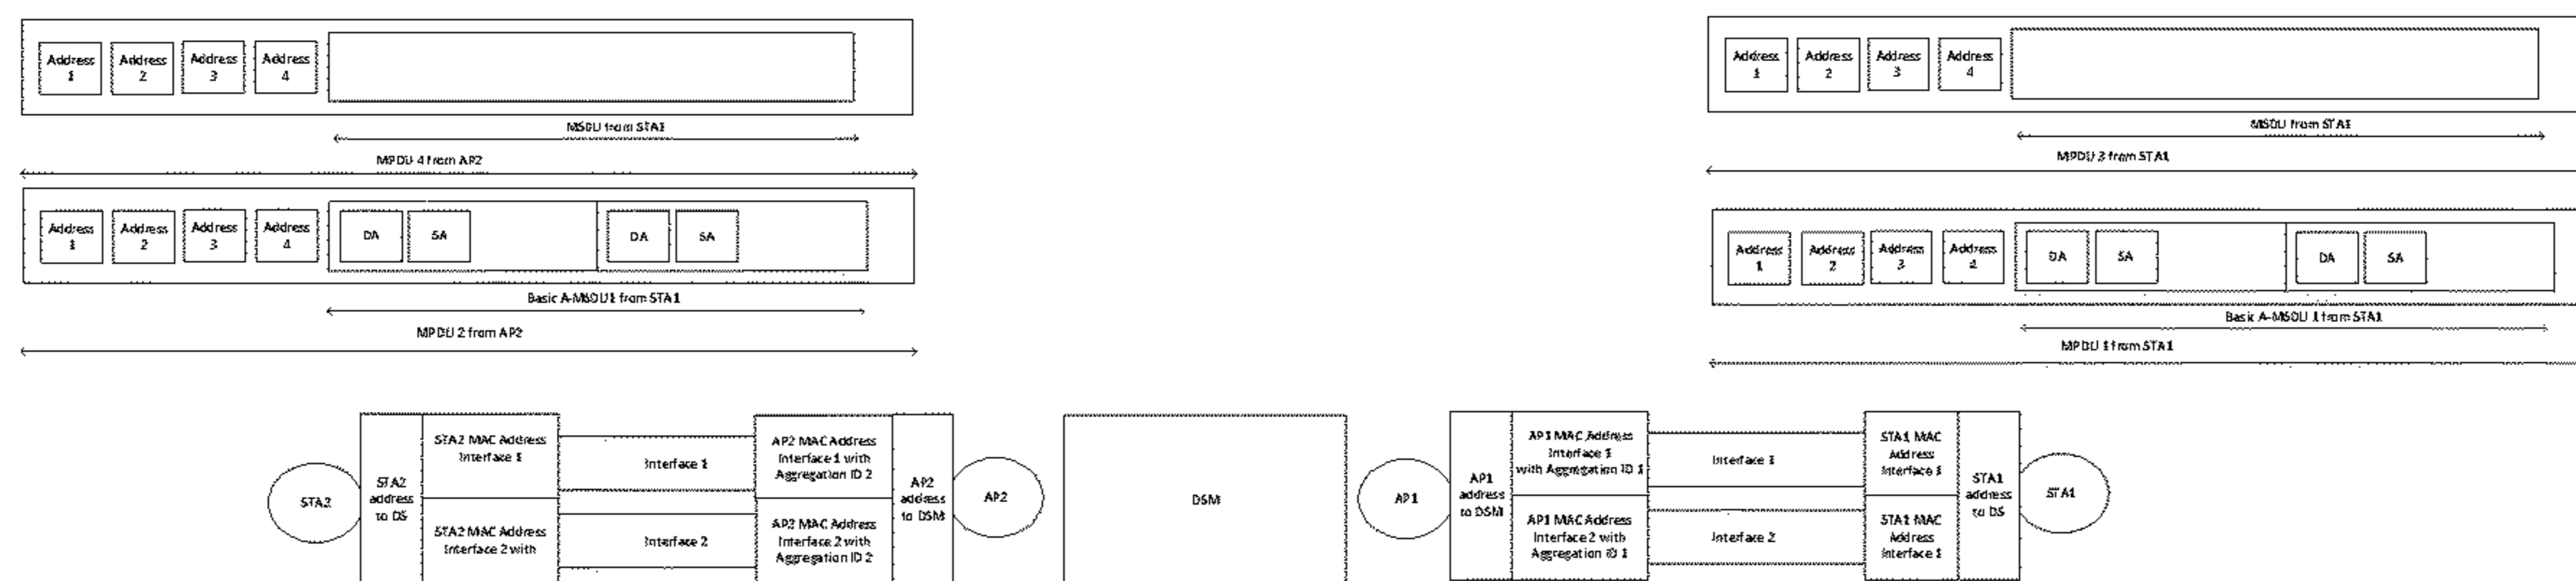 Address 1
Address 2
Address 3
Address 4
MSDU from STA1
MPDU 4 from AP2
Address 1
Address 2
Address 3
Address 4
DA
SA
DA
SA
Basic A-MSDU1 from STA1
MPDU 2 from AP2
Address 1
Address 2
Address 3
Address 4
MSDU from STA1
MPDU 3 from STA1
Address 1
Address 2
Address 3
Address 4
DA
SA
DA
SA
Basic A-MSDU 1 from STA1
MPDU 1 from STA1
STA2
STA2
address
to DS
STA2 MAC Address
Interface 1
STA2 MAC Address
Interface 2 with
Interface 1
Interface 2
AP2 MAC Address
Interface 1 with
Aggregation ID 2
AP2 MAC Address
Interface 2 with
Aggregation ID 2
AP2
address
to DSM
AP2
DSM
AP1
AP1
address
to DSM
AP1 MAC Address
Interface 1
with Aggregation ID 1
AP1 MAC Address
Interface 2 with
Aggregation ID 1
Interface 1
Interface 2
STA1 MAC
Address
Interface 1
STA1 MAC
Address
Interface 1
STA1
address
to DS
STA1